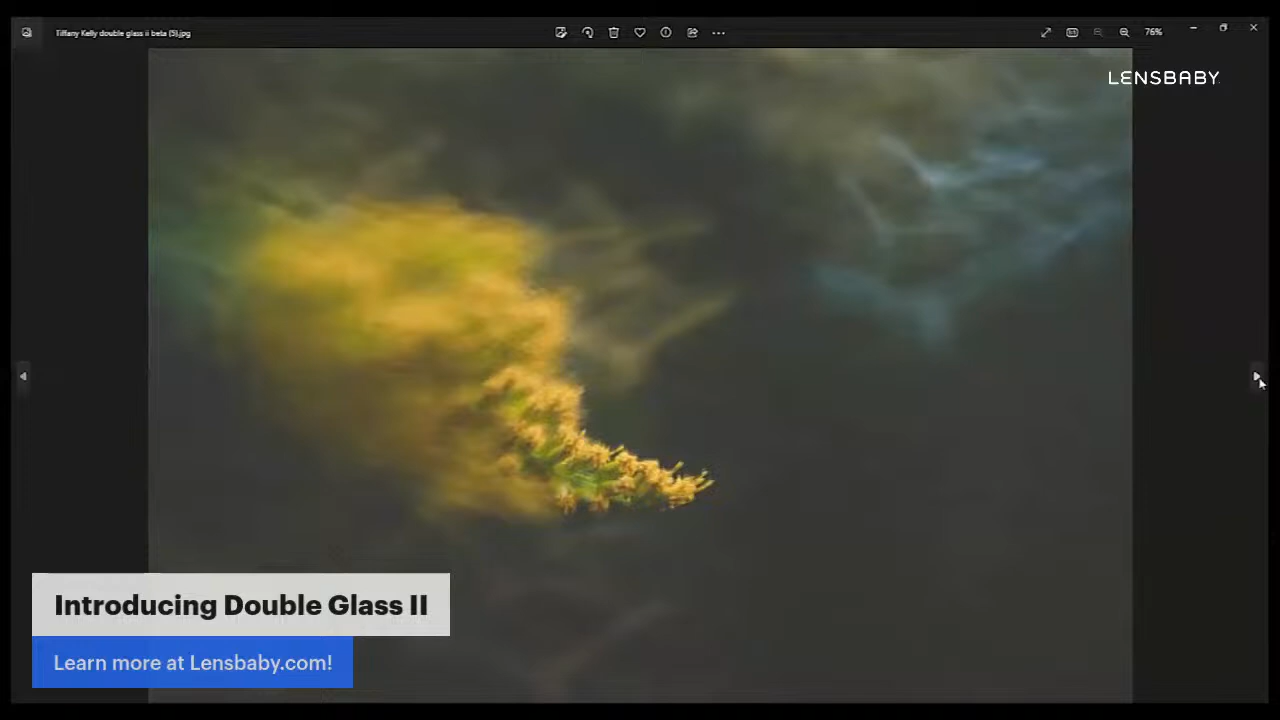 Tiffany Kelly double glass ii beta (5).jpg
76%
LENSBABY
Introducing Double Glass II
Learn more at Lensbaby.com!